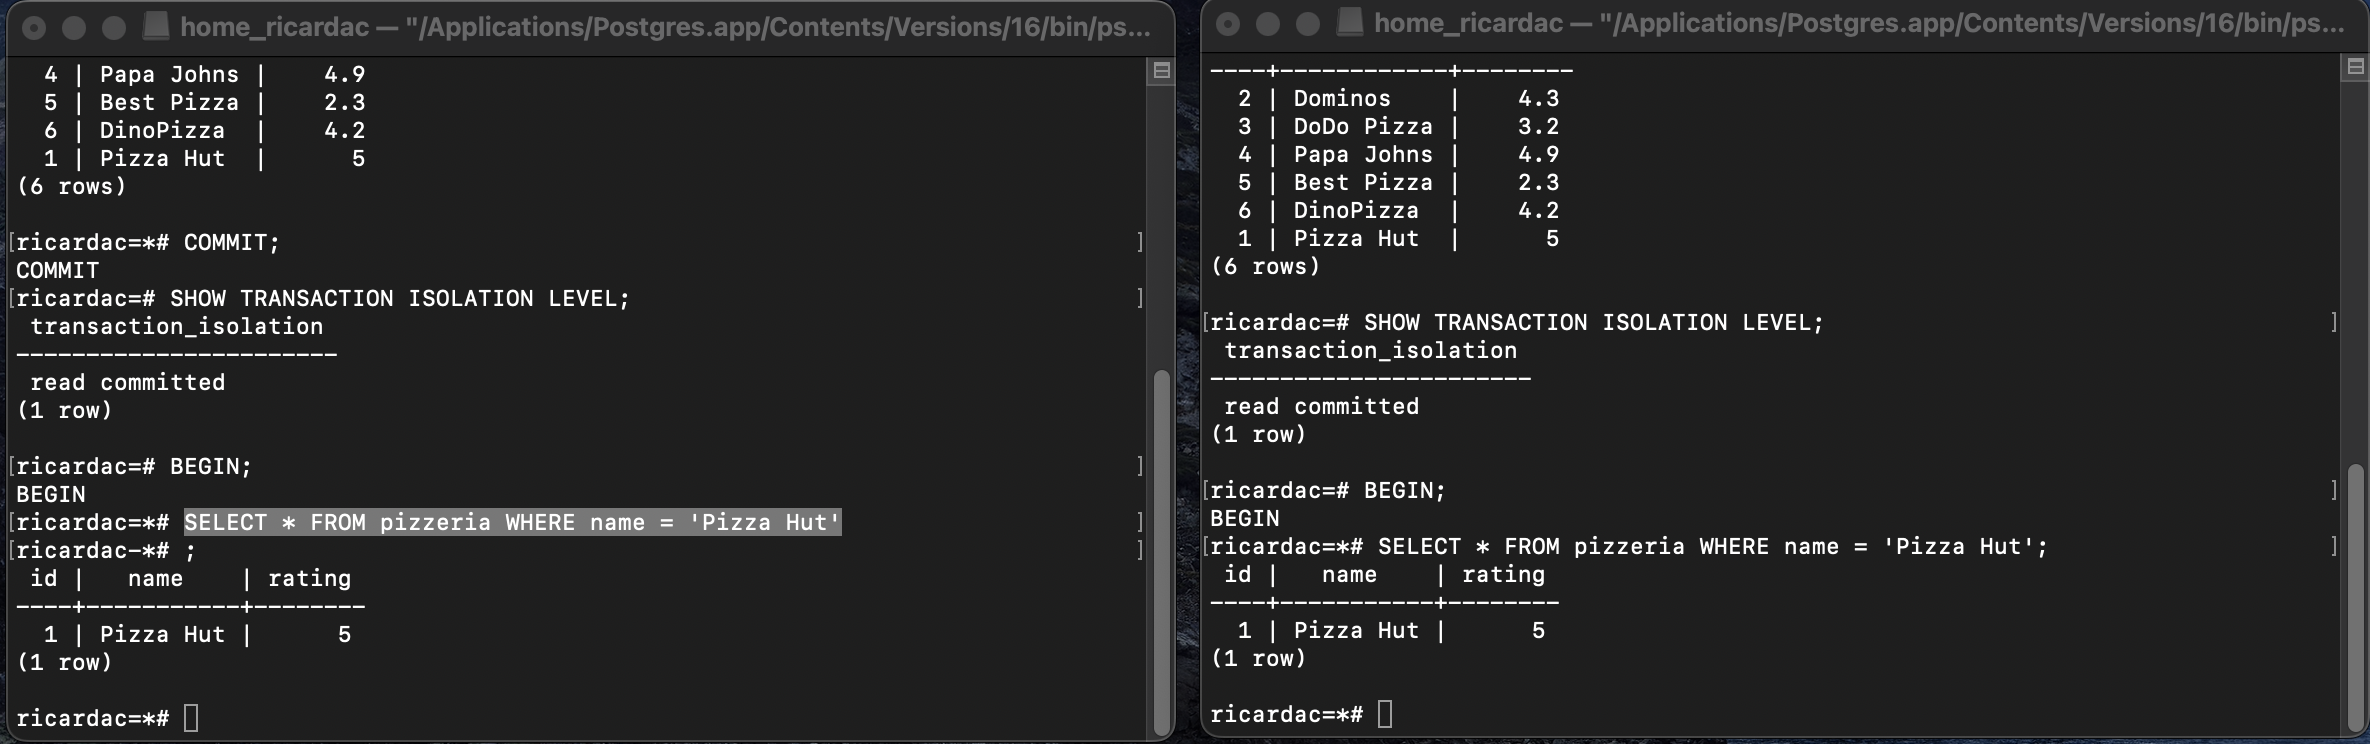 home_ricardac — "/Applications/Postgres.app/Contents/Versions/16/bin/ps...
  4 | Papa Johns |    4.9
  5 | Best Pizza |    2.3
  6 | DinoPizza  |    4.2
  1 | Pizza Hut  |      5
(6 rows)
[ricardac=*# COMMIT; ]
COMMIT
[ricardac=# SHOW TRANSACTION ISOLATION LEVEL; ]
 transaction_isolation
-----------------------
 read committed
(1 row)
[ricardac=# BEGIN; ]
BEGIN
[ricardac=*# SELECT * FROM pizzeria WHERE name = 'Pizza Hut' ]
[ricardac-*# ; ]
 id |   name    | rating
----+-----------+--------
  1 | Pizza Hut |      5
(1 row)
ricardac=*#
home_ricardac — "/Applications/Postgres.app/Contents/Versions/16/bin/ps...
----+------------+--------
  2 | Dominos    |    4.3
  3 | DoDo Pizza |    3.2
  4 | Papa Johns |    4.9
  5 | Best Pizza |    2.3
  6 | DinoPizza  |    4.2
  1 | Pizza Hut  |      5
(6 rows)
[ricardac=# SHOW TRANSACTION ISOLATION LEVEL; ]
 transaction_isolation
-----------------------
 read committed
(1 row)
[ricardac=# BEGIN; ]
BEGIN
[ricardac=*# SELECT * FROM pizzeria WHERE name = 'Pizza Hut'; ]
 id |   name    | rating
----+-----------+--------
  1 | Pizza Hut |      5
(1 row)
ricardac=*#